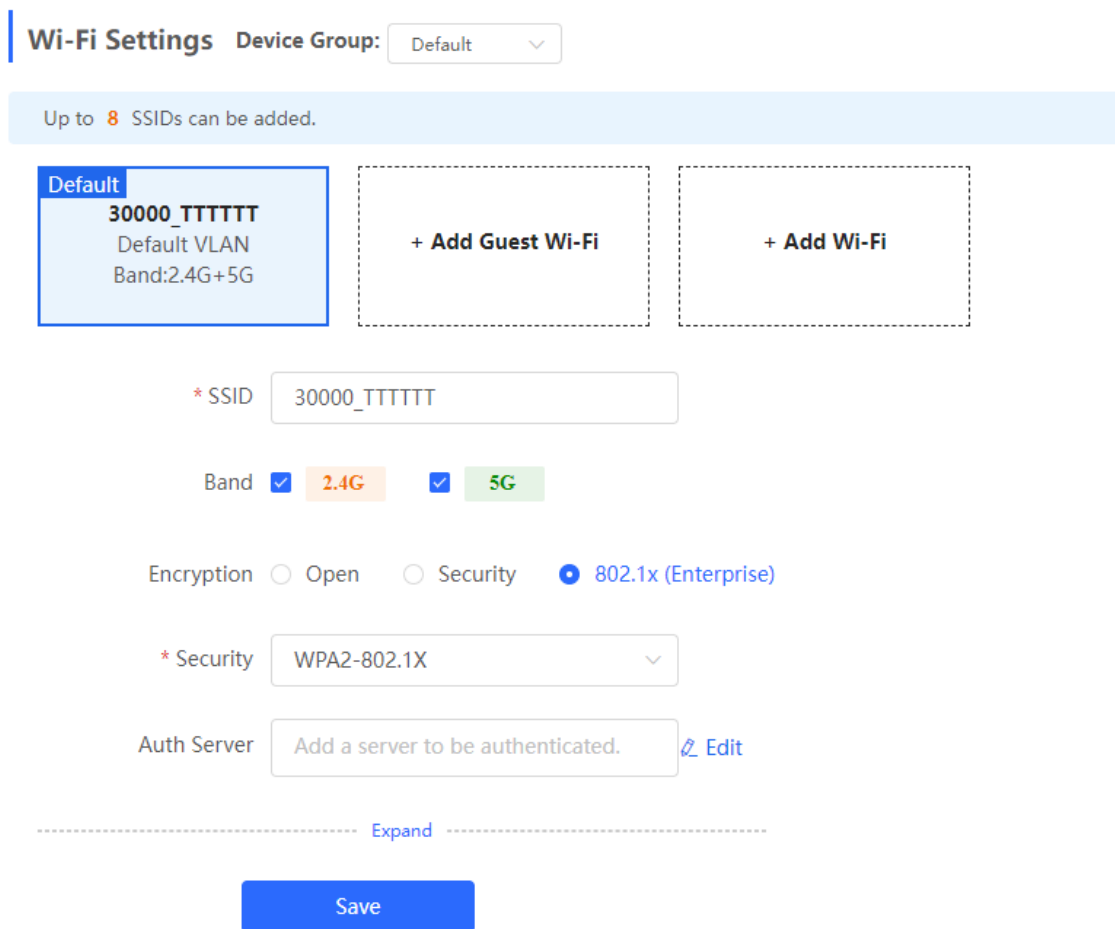 Wi-Fi Settings Device Group: Default
Up to 8 SSIDs can be added.
Default
30000_TTTTTT
Default VLAN
Band:2.4G+5G
+ Add Guest Wi-Fi
+ Add Wi-Fi
* SSID 30000_TTTTTT
Band 2.4G 5G
Encryption Open Security 802.1x (Enterprise)
* Security WPA2-802.1X
Auth Server Add a server to be authenticated. Edit
Expand
Save